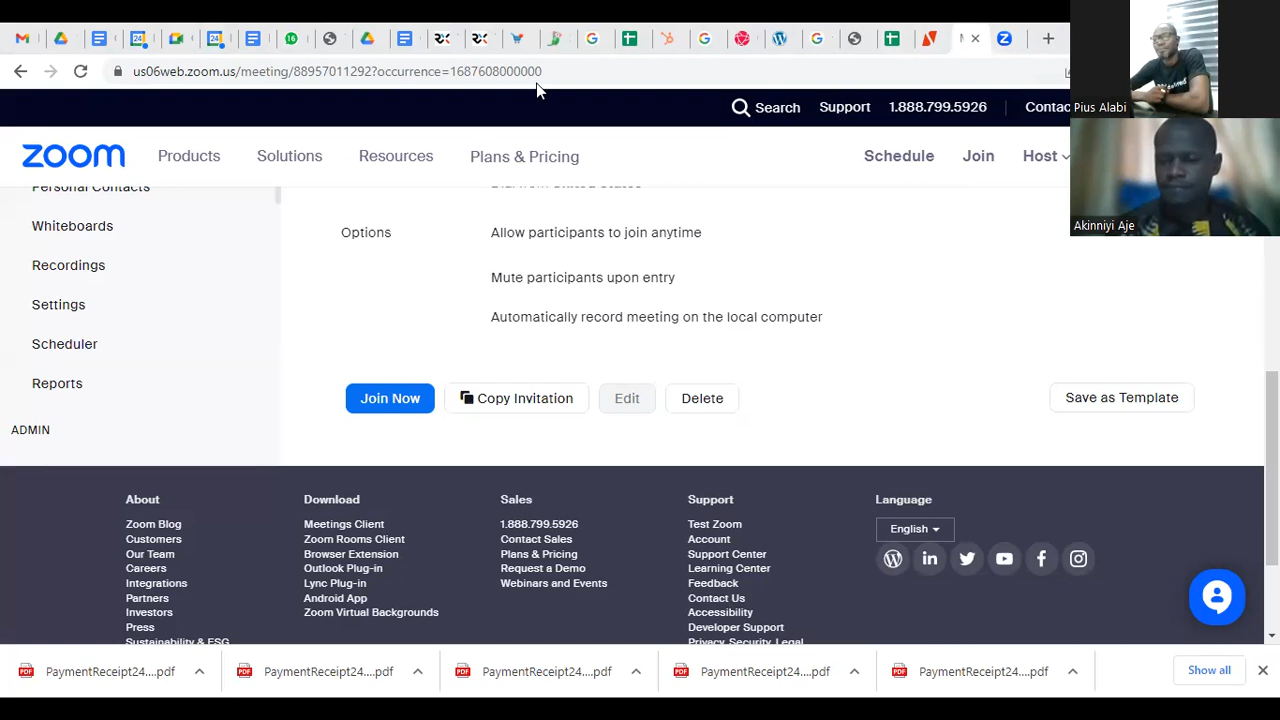 us06web.zoom.us/meeting/88957011292?occurrence=1687608000000
Pius Alabi
Search
Support
1.888.799.5926
zoom
Products
Solutions
Resources
Plans & Pricing
Schedule
Join
Host
Akinniyi Aje
Personal Contacts
Whiteboards
Recordings
Settings
Scheduler
Reports
ADMIN
Options
Allow participants to join anytime
Mute participants upon entry
Automatically record meeting on the local computer
Join Now
Copy Invitation
Edit
Delete
Save as Template
About
Zoom Blog
Customers
Our Team
Careers
Integrations
Partners
Investors
Press
Sustainability & ESG
Download
Meetings Client
Zoom Rooms Client
Browser Extension
Outlook Plug-in
Lync Plug-in
Android App
Zoom Virtual Backgrounds
Sales
1.888.799.5926
Contact Sales
Plans & Pricing
Request a Demo
Webinars and Events
Support
Test Zoom
Account
Support Center
Learning Center
Feedback
Contact Us
Accessibility
Developer Support
Privacy, Security, Legal
Language
English
PaymentReceipt24....pdf
PaymentReceipt24....pdf
PaymentReceipt24....pdf
PaymentReceipt24....pdf
PaymentReceipt24....pdf
Show all